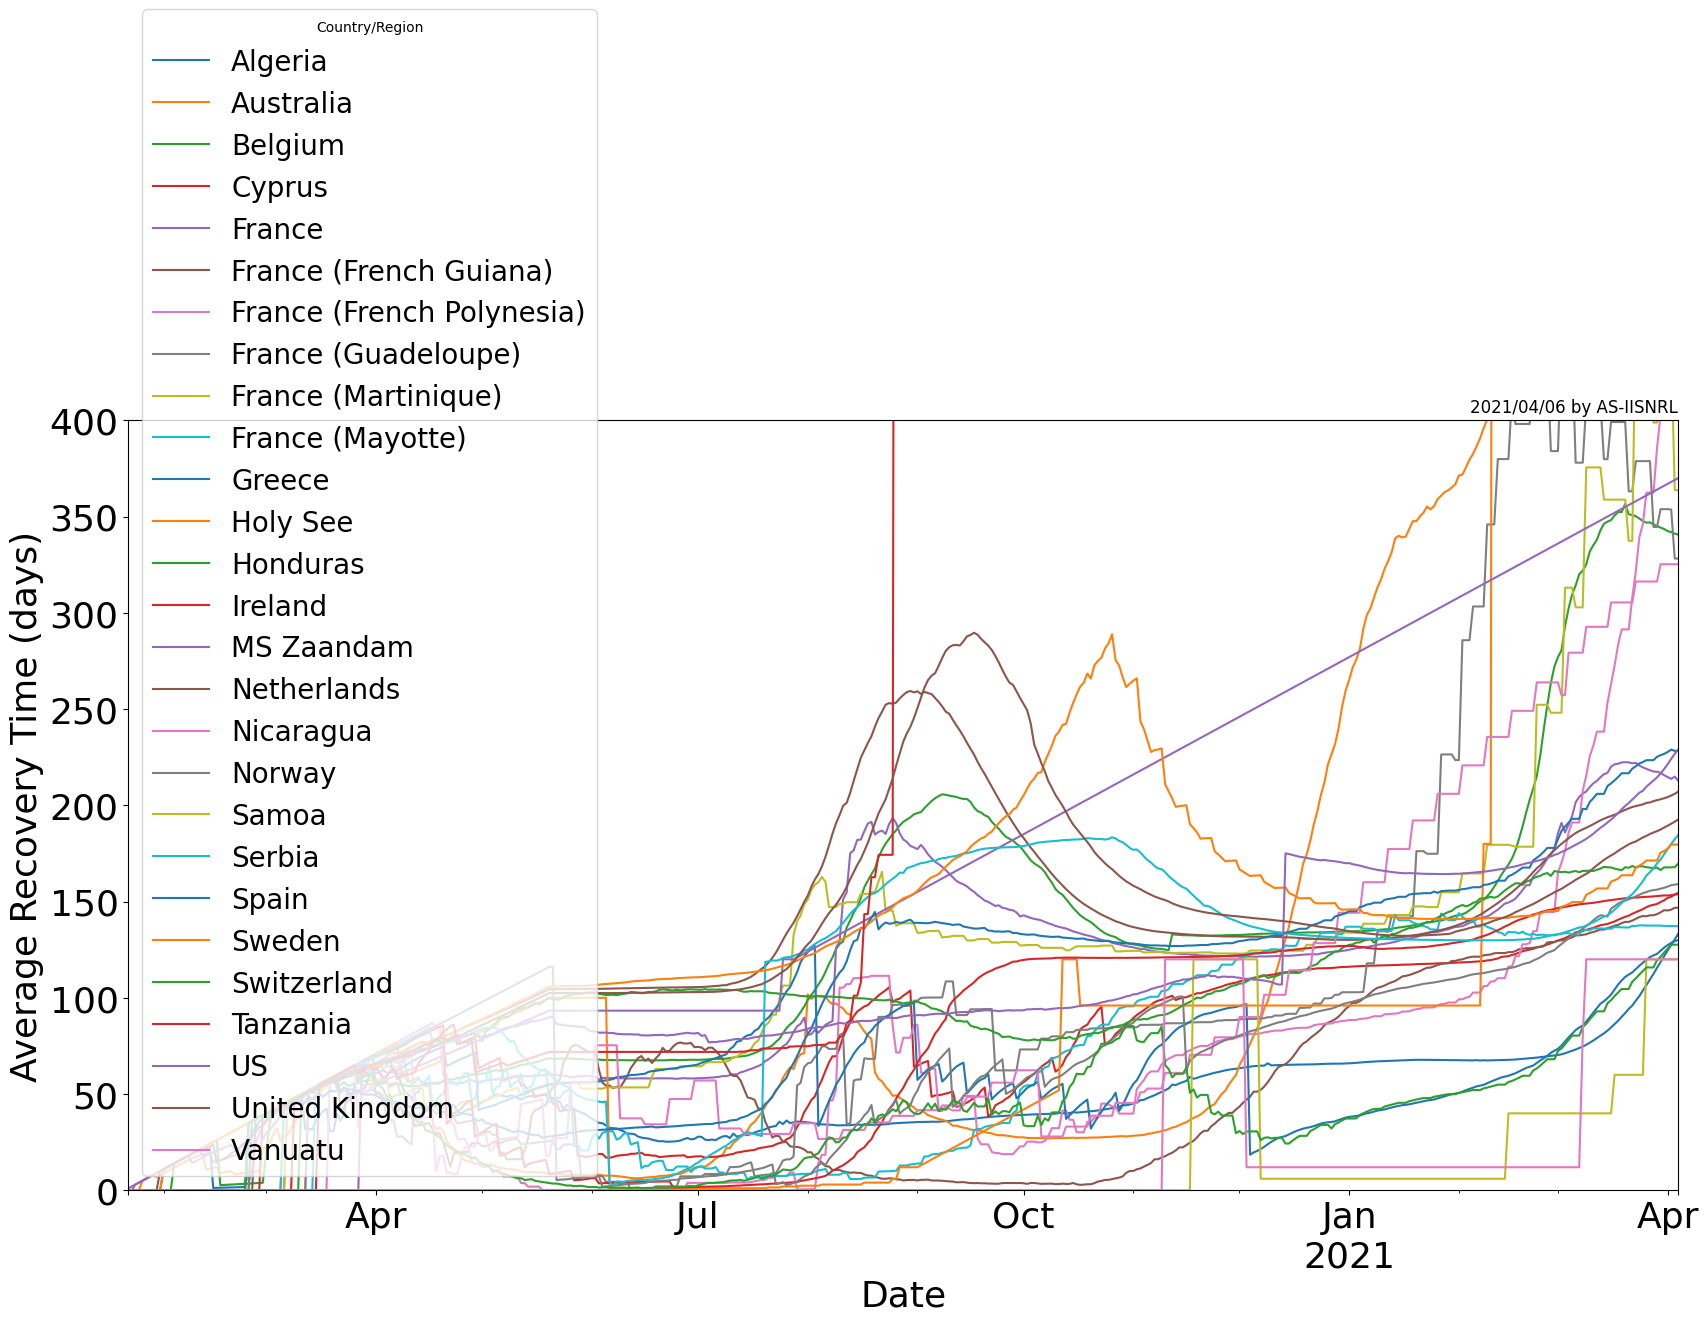 Country/Region
Algeria
Australia
Belgium
Cyprus
France
France (French Guiana)
France (French Polynesia)
France (Guadeloupe)
France (Martinique)
France (Mayotte)
Greece
Holy See
Honduras
Ireland
MS Zaandam
Netherlands
Nicaragua
Norway
Samoa
Serbia
Spain
Sweden
Switzerland
Tanzania
US
United Kingdom
Vanuatu
2021/04/06 by AS-IISNRL
Average Recovery Time (days)
400
350
300
250
200
150
100
50
0
Apr Jul Oct Jan Apr
2021
Date